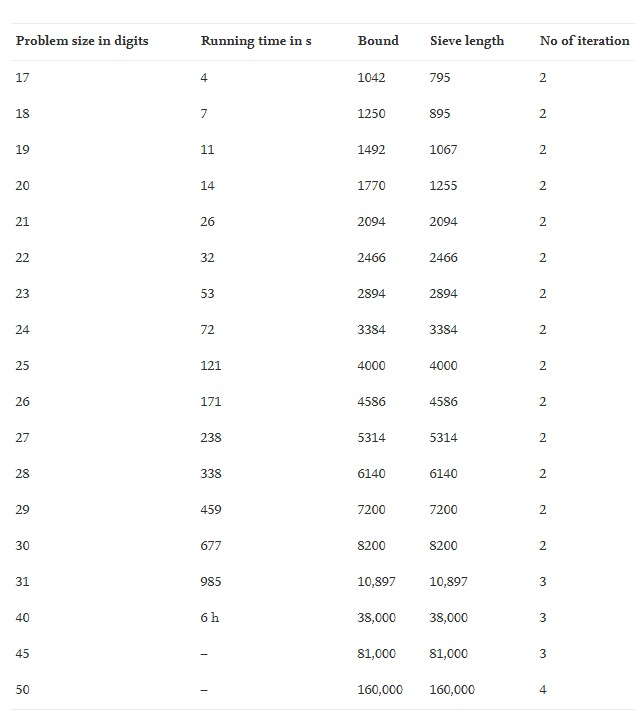 Problem size in digits Running time in s Bound Sieve length No of iteration
17 4 1042 795 2
18 7 1250 895 2
19 11 1492 1067 2
20 14 1770 1255 2
21 26 2094 2094 2
22 32 2466 2466 2
23 53 2894 2894 2
24 72 3384 3384 2
25 121 4000 4000 2
26 171 4586 4586 2
27 238 5314 5314 2
28 338 6140 6140 2
29 459 7200 7200 2
30 677 8200 8200 2
31 985 10,897 10,897 3
40 6 h 38,000 38,000 3
45 – 81,000 81,000 3
50 – 160,000 160,000 4